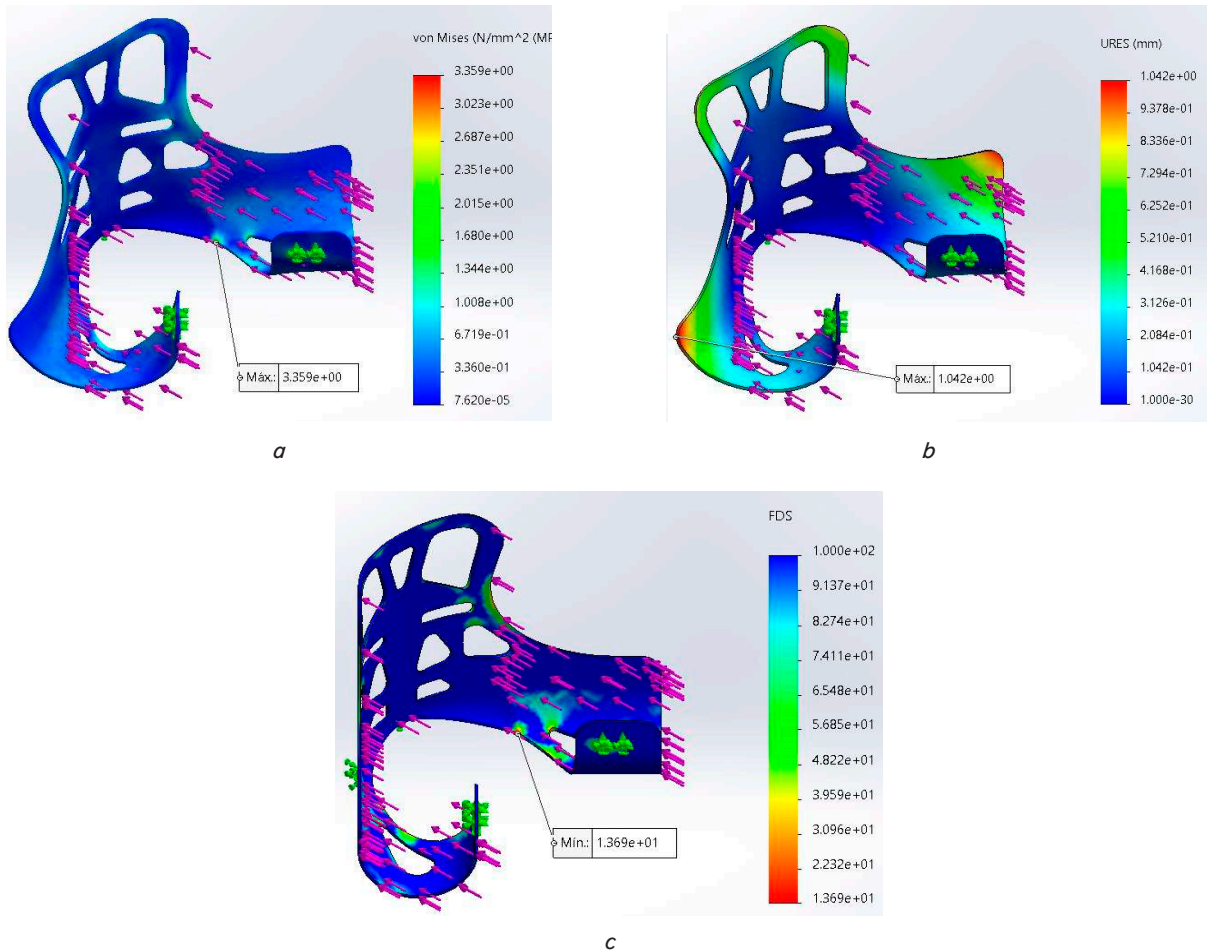 von Mises (N/mm^2 (MF
3.359e+00
3.023e+00
2.687e+00
2.351e+00
2.015e+00
1.680e+00
1.344e+00
1.008e+00
6.719e-01
3.360e-01
7.620e-05
Máx.: 3.359e+00
a
URES (mm)
1.042e+00
9.378e-01
8.336e-01
7.294e-01
6.252e-01
5.210e-01
4.168e-01
3.126e-01
2.084e-01
1.042e-01
1.000e-30
Máx.: 1.042e+00
b
FDS
1.000e+02
9.137e+01
8.274e+01
7.411e+01
6.548e+01
5.685e+01
4.822e+01
3.959e+01
3.096e+01
2.232e+01
1.369e+01
Mín.: 1.369e+01
c